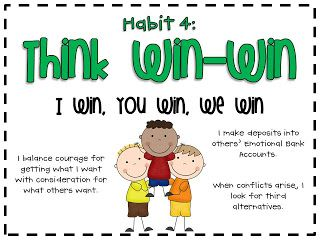 Habit 4:
Think Win-Win
I win, you win, we win
I balance courage for
getting what I want
with consideration for
what others want.
I make deposits into
others' Emotional Bank
Accounts.
When conflicts arise, I
look for third
alternatives.